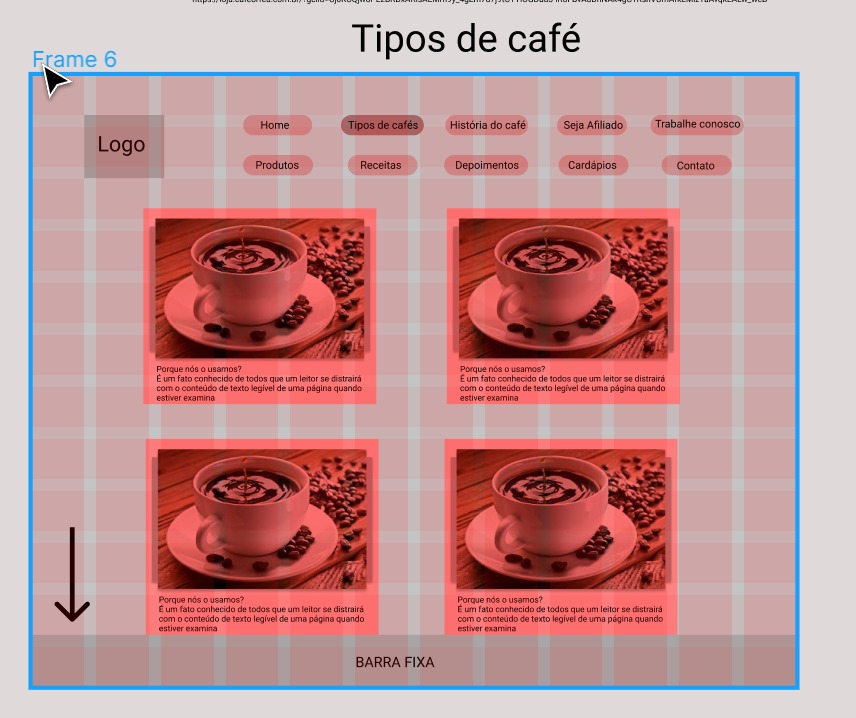 Tipos de café
Frame 6
Logo
Home
Tipos de cafés
História do café
Seja Afiliado
Trabalhe conosco
Produtos
Receitas
Depoimentos
Cardápios
Contato
Porque nós o usamos?
É um fato conhecido de todos que um leitor se distrairá
com o conteúdo de texto legível de uma página quando
estiver examina
Porque nós o usamos?
É um fato conhecido de todos que um leitor se distrairá
com o conteúdo de texto legível de uma página quando
estiver examina
Porque nós o usamos?
É um fato conhecido de todos que um leitor se distrairá
com o conteúdo de texto legível de uma página quando
estiver examina
Porque nós o usamos?
É um fato conhecido de todos que um leitor se distrairá
com o conteúdo de texto legível de uma página quando
estiver examina
BARRA FIXA